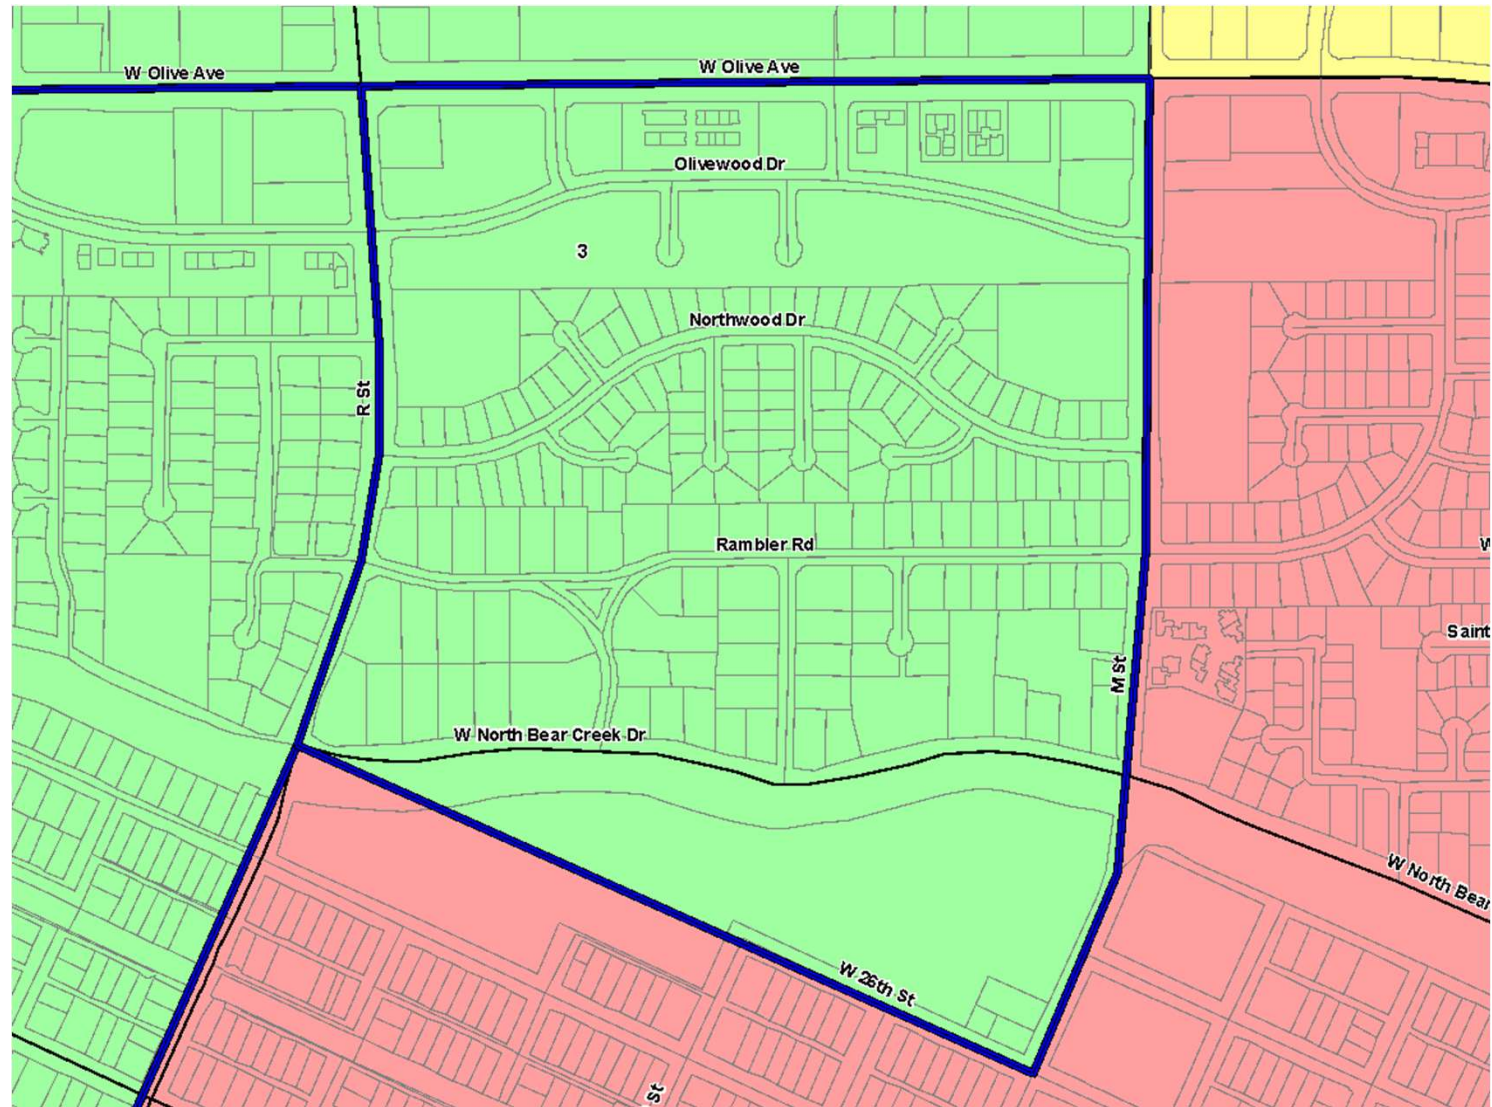 W Olive Ave
W Olive Ave
Olivewood Dr
3
Northwood Dr
R St
Rambler Rd
W
Saint
M St
W North Bear Creek Dr
W North Bear
W 26th St
St